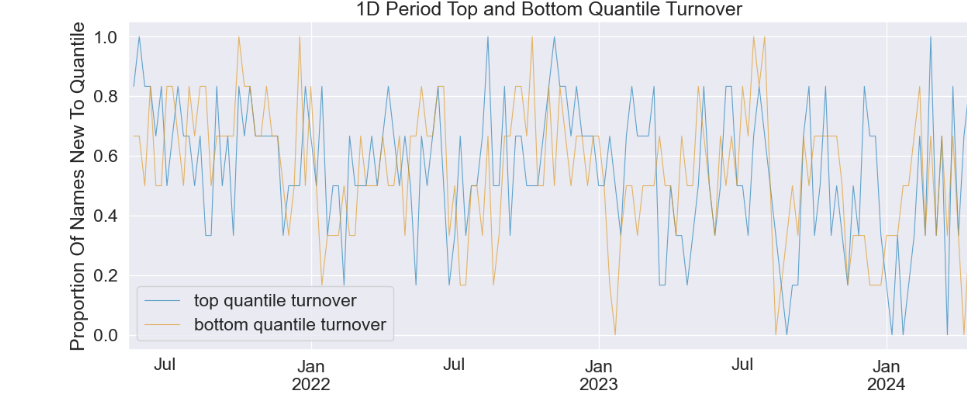 1D Period Top and Bottom Quantile Turnover
Proportion Of Names New To Quantile
1.0
0.8
0.6
0.4
0.2
0.0
top quantile turnover
bottom quantile turnover
Jul
Jan
2022
Jul
Jan
2023
Jul
Jan
2024